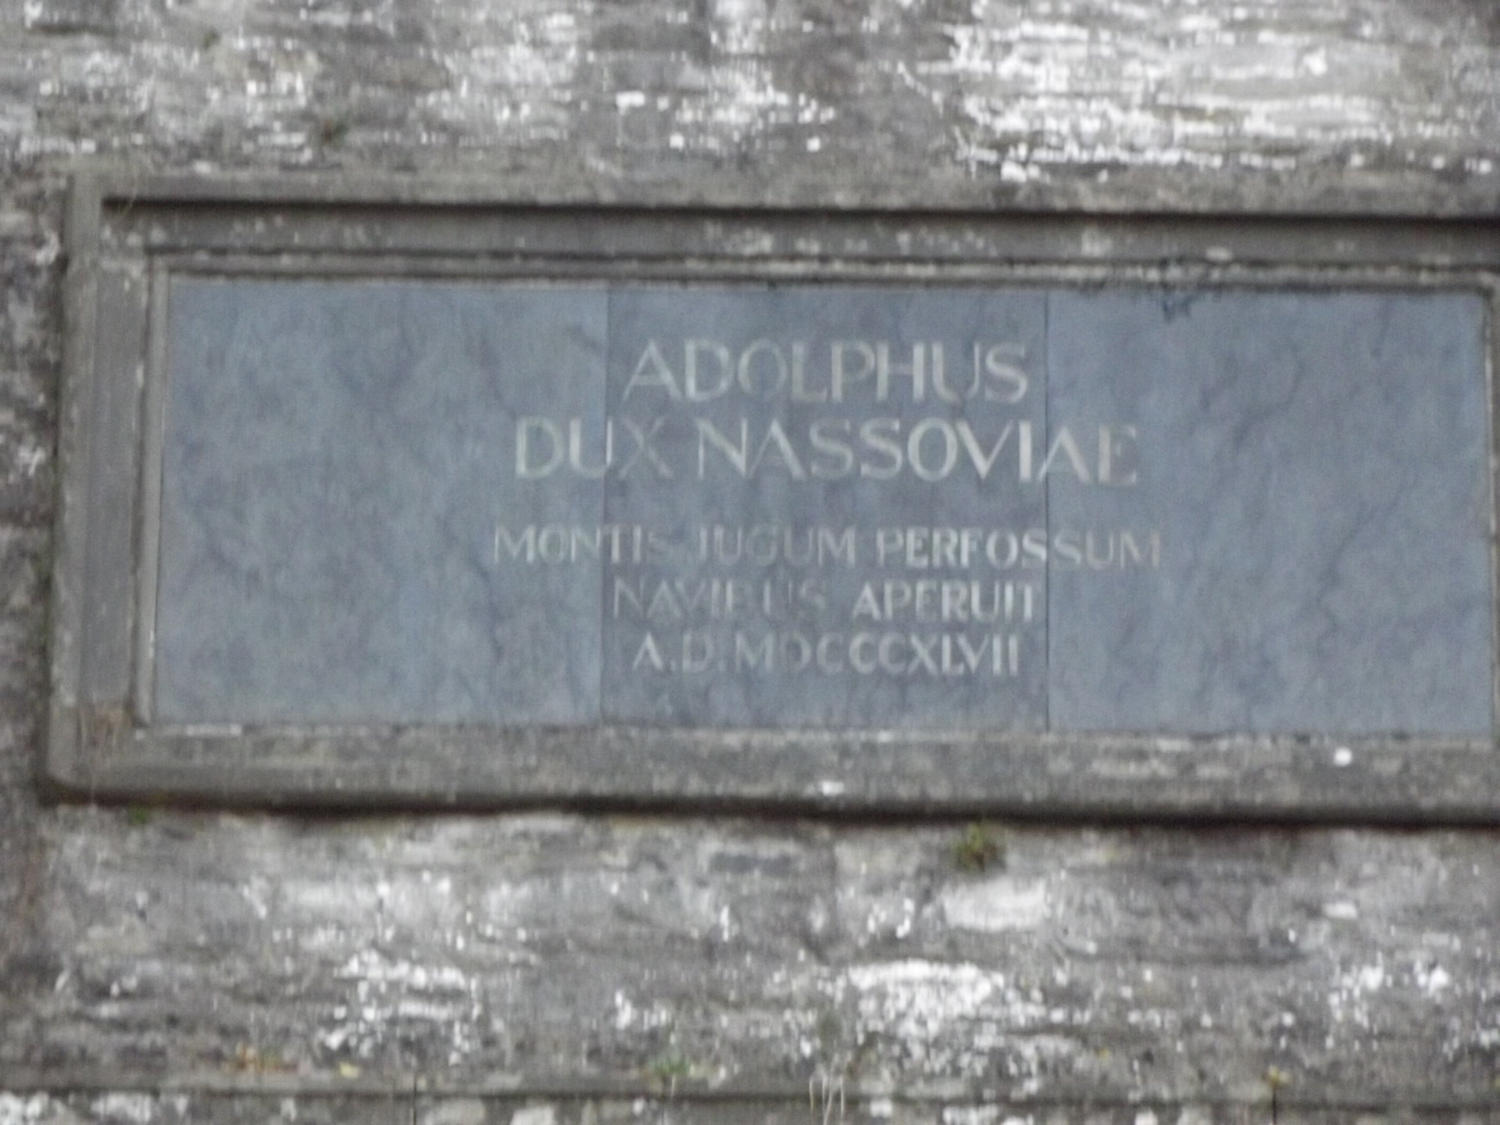 ADOLPHUS
DUX NASSOVIAE
MONTIS JUGUM PERFOSSUM
NAVIBUS APERUIT
A.D. MDCCCXLVII